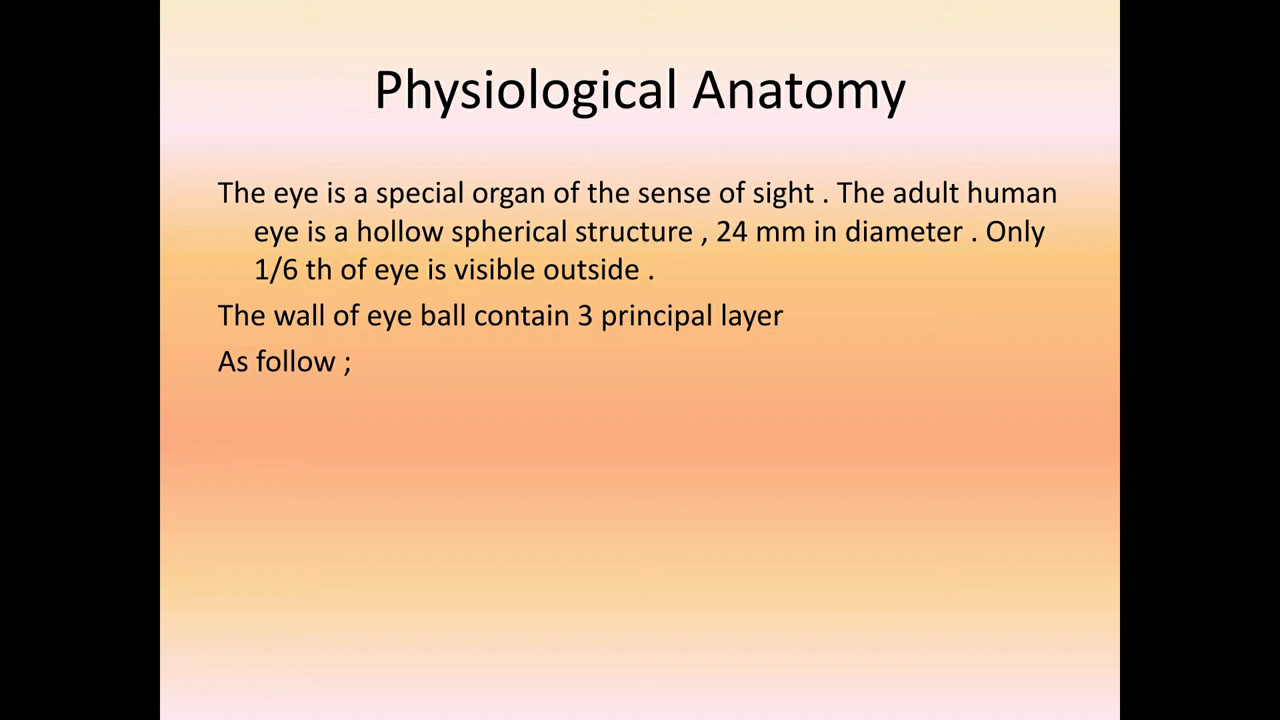 Physiological Anatomy
The eye is a special organ of the sense of sight . The adult human
eye is a hollow spherical structure , 24 mm in diameter . Only
1/6 th of eye is visible outside .
The wall of eye ball contain 3 principal layer
As follow ;